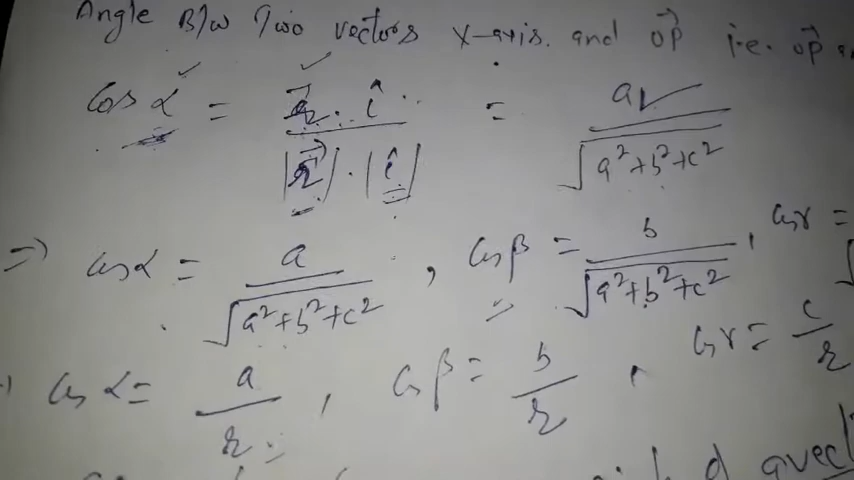 Angle B/w Two vectors X-axis. and OP⃗ i.e. OP⃗
Cos α = r⃗ · î / |r⃗| · |î| = a / √(a²+b²+c²)
⇒ Cos α = a / √(a²+b²+c²) , Cos β = b / √(a²+b²+c²) , Cos γ =
Cos α = a / r , Cos β = b / r , Cos γ = c / r